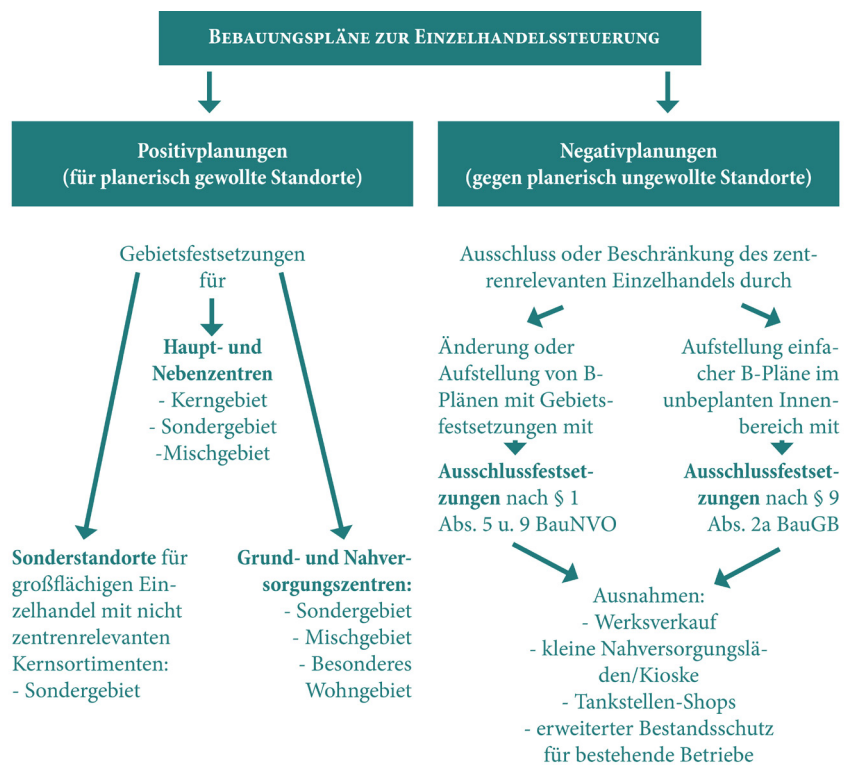 BEBAUUNGSPLÄNE ZUR EINZELHANDELSSTEUERUNG
Positivplanungen
(für planerisch gewollte Standorte)
Negativplanungen
(gegen planerisch ungewollte Standorte)
Gebietsfestsetzungen
für
Haupt- und
Nebenzentren
- Kerngebiet
- Sondergebiet
-Mischgebiet
Sonderstandorte für
großflächigen Ein-
zelhandel mit nicht
zentrenrelevanten
Kernsortimenten:
- Sondergebiet
Grund- und Nahver-
sorgungszentren:
- Sondergebiet
- Mischgebiet
- Besonderes
Wohngebiet
Ausschluss oder Beschränkung des zent-
renrelevanten Einzelhandels durch
Änderung oder
Aufstellung von B-
Plänen mit Gebiets-
festsetzungen mit
Ausschlussfestset-
zungen nach § 1
Abs. 5 u. 9 BauNVO
Aufstellung einfa-
cher B-Pläne im
unbeplanten Innen-
bereich mit
Ausschlussfestset-
zungen nach § 9
Abs. 2a BauGB
Ausnahmen:
- Werksverkauf
- kleine Nahversorgungslä-
den/Kioske
- Tankstellen-Shops
- erweiterter Bestandsschutz
für bestehende Betriebe